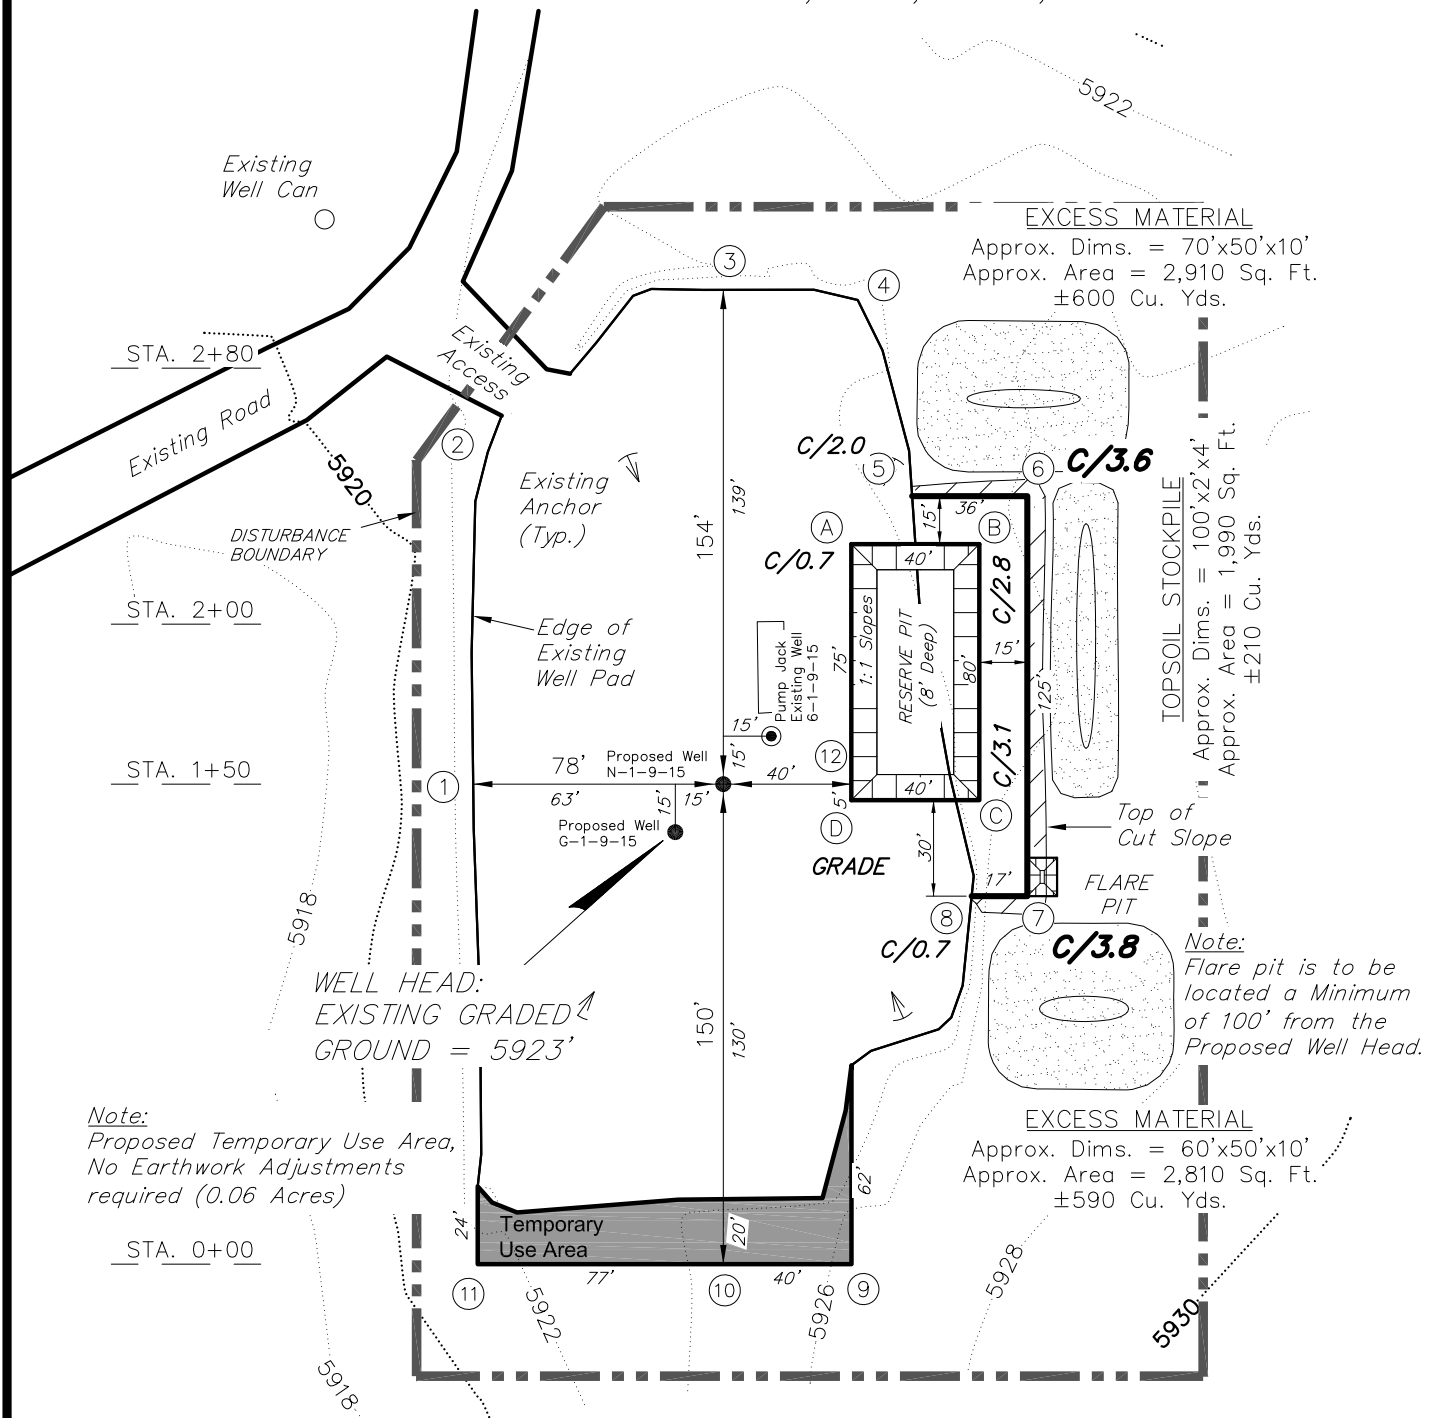 5922
Existing
Well Can
EXCESS MATERIAL
Approx. Dims. = 70'x50'x10'
Approx. Area = 2,910 Sq. Ft.
±600 Cu. Yds.
3
4
STA. 2+80
Existing
Access
Existing Road
2
5920
C/2.0
5
6
C/3.6
Existing
Anchor
(Typ.)
139'
154'
DISTURBANCE
BOUNDARY
A
B
15'
36'
C/0.7
40'
C/2.8
TOPSOIL STOCKPILE
Approx. Dims. = 100'x2'x4'
Approx. Area = 1,990 Sq. Ft.
±210 Cu. Yds.
STA. 2+00
Edge of
Existing
Well Pad
Pump Jack
Existing Well
6-1-9-15
75'
1:1 Slopes
RESERVE PIT
(8' Deep)
80'
15'
125'
C/3.1
15'
15'
12
STA. 1+50
1
78'
63'
Proposed Well
N-1-9-15
40'
15'
15'
5'
40'
Proposed Well
G-1-9-15
D
C
GRADE
30'
Top of
Cut Slope
17'
FLARE
PIT
8
7
C/0.7
C/3.8
5918
Note:
Flare pit is to be
located a Minimum
of 100' from the
Proposed Well Head.
WELL HEAD:
EXISTING GRADED
GROUND = 5923'
150'
130'
Note:
Proposed Temporary Use Area,
No Earthwork Adjustments
required (0.06 Acres)
EXCESS MATERIAL
Approx. Dims. = 60'x50'x10'
Approx. Area = 2,810 Sq. Ft.
±590 Cu. Yds.
62'
24'
Temporary
Use Area
20'
STA. 0+00
77'
40'
11
10
9
5922
5926
5928
5930
5918